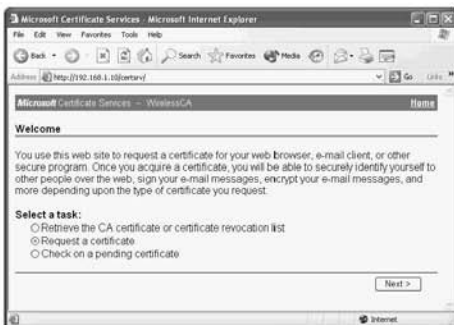 Microsoft Certificate Services - Microsoft Internet Explorer
File Edit View Favorites Tools Help
Back Search Favorites Media
Address http://192.168.1.10/certsrv/ Go Links »
Microsoft Certificate Services -- WirelessCA Home
Welcome
You use this web site to request a certificate for your web browser, e-mail client, or other
secure program. Once you acquire a certificate, you will be able to securely identify yourself to
other people over the web, sign your e-mail messages, encrypt your e-mail messages, and
more depending upon the type of certificate you request.
Select a task:
Retrieve the CA certificate or certificate revocation list
Request a certificate
Check on a pending certificate
Next >
Internet